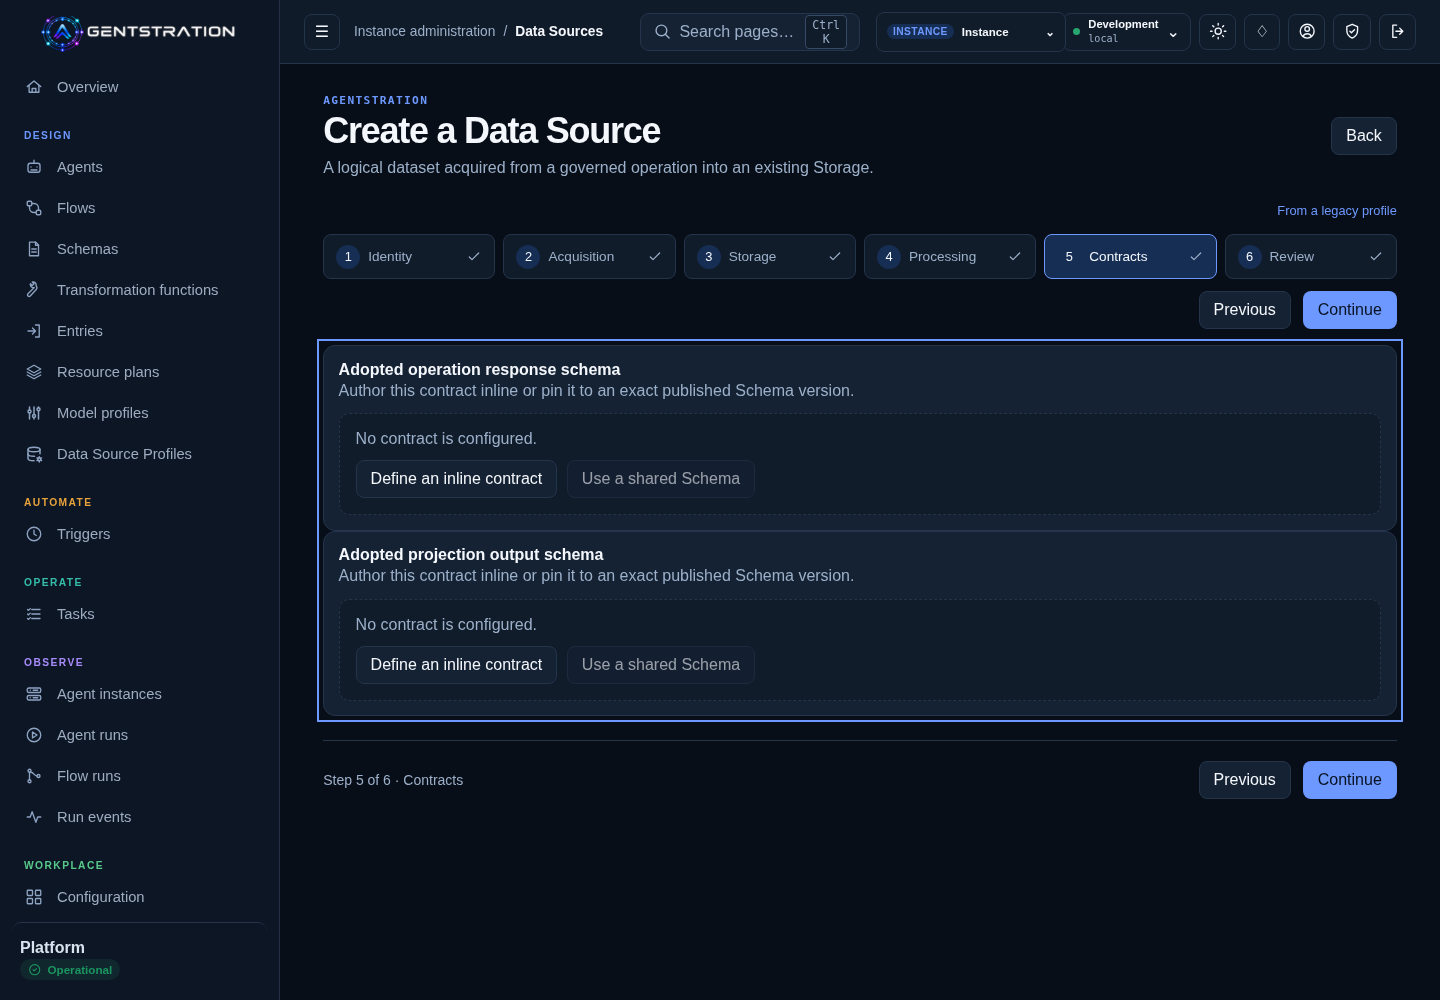 GENTSTRATION
☰
Instance administration / Data Sources
Search pages…
Ctrl K
INSTANCE Instance
Development
local
Overview
DESIGN
Agents
Flows
Schemas
Transformation functions
Entries
Resource plans
Model profiles
Data Source Profiles
AUTOMATE
Triggers
OPERATE
Tasks
OBSERVE
Agent instances
Agent runs
Flow runs
Run events
WORKPLACE
Configuration
Platform
Operational
AGENTSTRATION
Create a Data Source
Back
A logical dataset acquired from a governed operation into an existing Storage.
From a legacy profile
1 Identity
2 Acquisition
3 Storage
4 Processing
5 Contracts
6 Review
Previous
Continue
Adopted operation response schema
Author this contract inline or pin it to an exact published Schema version.
No contract is configured.
Define an inline contract
Use a shared Schema
Adopted projection output schema
Author this contract inline or pin it to an exact published Schema version.
No contract is configured.
Define an inline contract
Use a shared Schema
Step 5 of 6 · Contracts
Previous
Continue